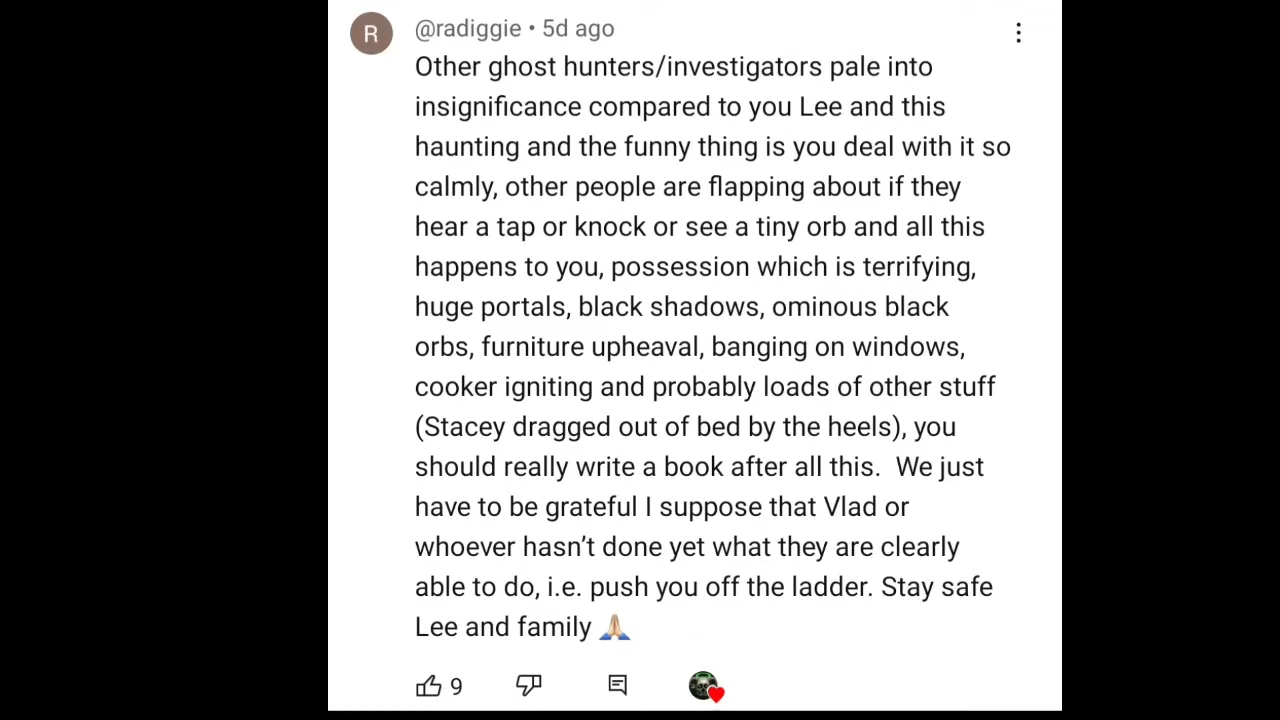 R
@radiggie • 5d ago
Other ghost hunters/investigators pale into
insignificance compared to you Lee and this
haunting and the funny thing is you deal with it so
calmly, other people are flapping about if they
hear a tap or knock or see a tiny orb and all this
happens to you, possession which is terrifying,
huge portals, black shadows, ominous black
orbs, furniture upheaval, banging on windows,
cooker igniting and probably loads of other stuff
(Stacey dragged out of bed by the heels), you
should really write a book after all this.  We just
have to be grateful I suppose that Vlad or
whoever hasn’t done yet what they are clearly
able to do, i.e. push you off the ladder. Stay safe
Lee and family 🙏🏼
9